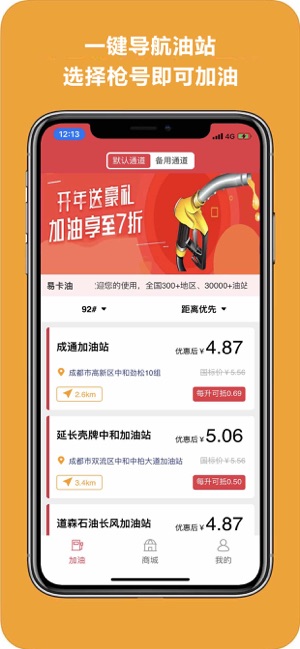 一键导航油站
选择枪号即可加油
12:13
4G
默认通道 备用通道
开年送豪礼
加油享至7折
易卡油 迎您的使用，全国300+地区、30000+油站
92# 距离优先
成通加油站 优惠后¥4.87
成都市高新区中和劲松10组 国标价¥5.56
2.6km 每升可抵0.69
延长壳牌中和加油站 优惠后¥5.06
成都市双流区中和中柏大道加油站 国标价¥5.56
3.4km 每升可抵0.50
道森石油长风加油站 优惠后¥4.87
加油 商城 我的